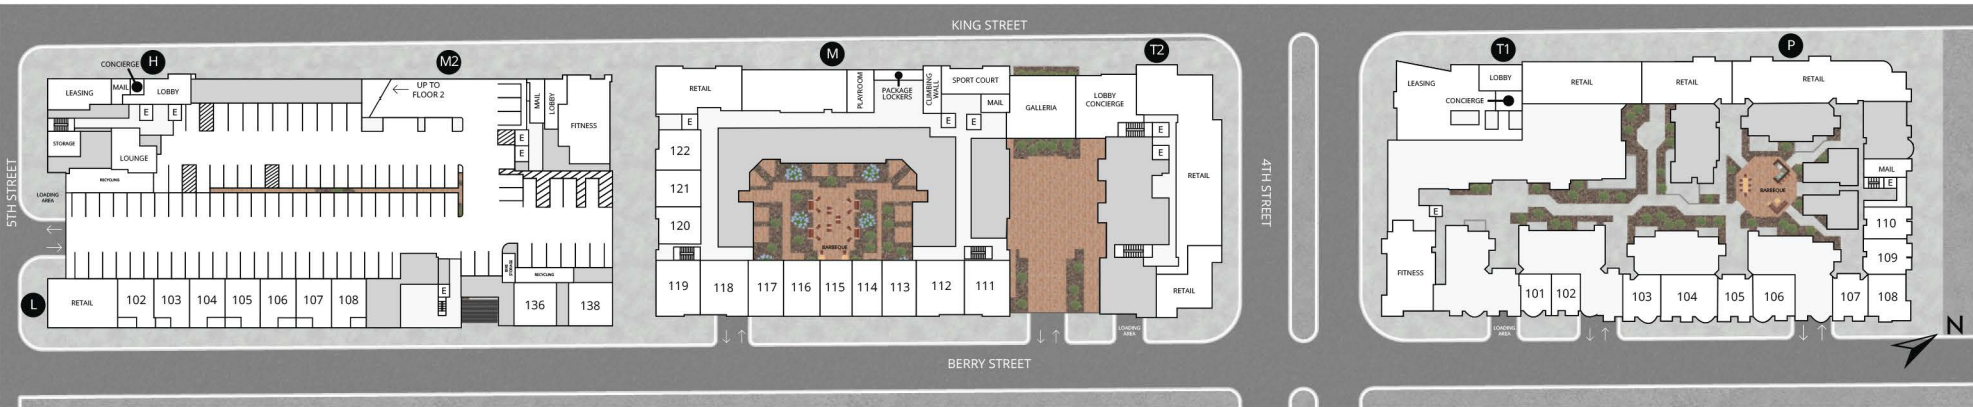 KING STREET
H
M2
M
T2
T1
P
L
CONCIERGE
LEASING
MAIL
LOBBY
UP TO
FLOOR 2
MAIL
LOBBY
FITNESS
E
E
E
E
STORAGE
LOUNGE
RECYCLING
LOADING
AREA
5TH STREET
BIKE
STORAGE
RECYCLING
E
RETAIL
102
103
104
105
106
107
108
136
138
RETAIL
PLAYROOM
PACKAGE
LOCKERS
CLIMBING
WALL
SPORT COURT
MAIL
GALLERIA
LOBBY
CONCIERGE
E
E
E
E
E
122
121
120
BARBEQUE
RETAIL
RETAIL
119
118
117
116
115
114
113
112
111
LOADING
AREA
4TH STREET
LEASING
LOBBY
CONCIERGE
RETAIL
RETAIL
RETAIL
BARBEQUE
MAIL
E
E
FITNESS
110
109
101
102
103
104
105
106
107
108
LOADING
AREA
N
BERRY STREET